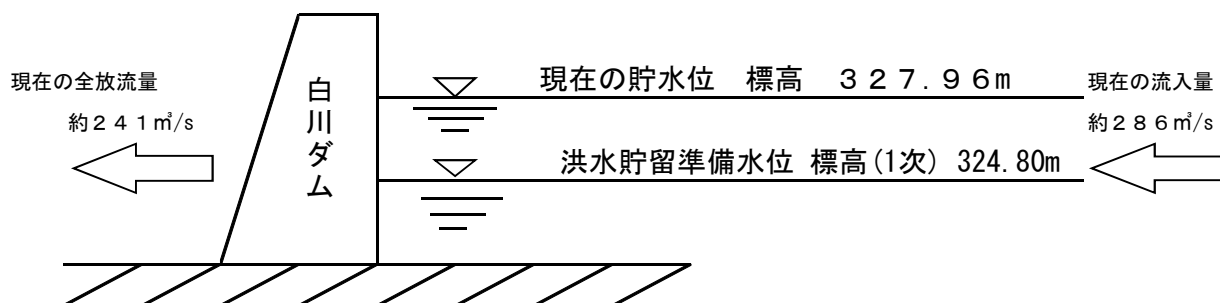 現在の全放流量
約２４１㎥/s
白川ダム
現在の貯水位　標高　３２７.９６m
洪水貯留準備水位 標高(1次) 324.80m
現在の流入量
約２８６㎥/s